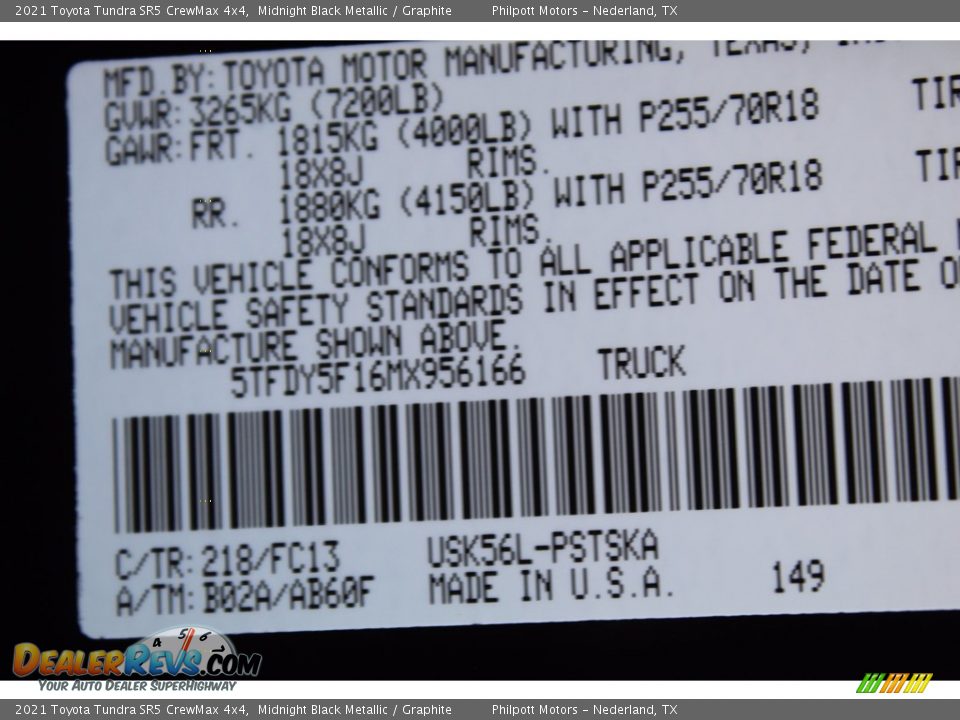 2021 Toyota Tundra SR5 CrewMax 4x4, Midnight Black Metallic / Graphite Philpott Motors - Nederland, TX
MFD.BY:TOYOTA MOTOR MANUFACTURING, TEXAS,
GVWR:3265KG (7200LB)
GAWR:FRT. 1815KG (4000LB) WITH P255/70R18
18X8J RIMS.
RR. 1880KG (4150LB) WITH P255/70R18
18X8J RIMS.
THIS VEHICLE CONFORMS TO ALL APPLICABLE FEDERAL
VEHICLE SAFETY STANDARDS IN EFFECT ON THE DATE
MANUFACTURE SHOWN ABOVE.
5TFDY5F16MX956166 TRUCK
C/TR:218/FC13 USK56L-PSTSKA
A/TM:B02A/AB60F MADE IN U.S.A. 149
4 5 6
DEALERREVS.COM
YOUR AUTO DEALER SUPERHIGHWAY
2021 Toyota Tundra SR5 CrewMax 4x4, Midnight Black Metallic / Graphite Philpott Motors - Nederland, TX